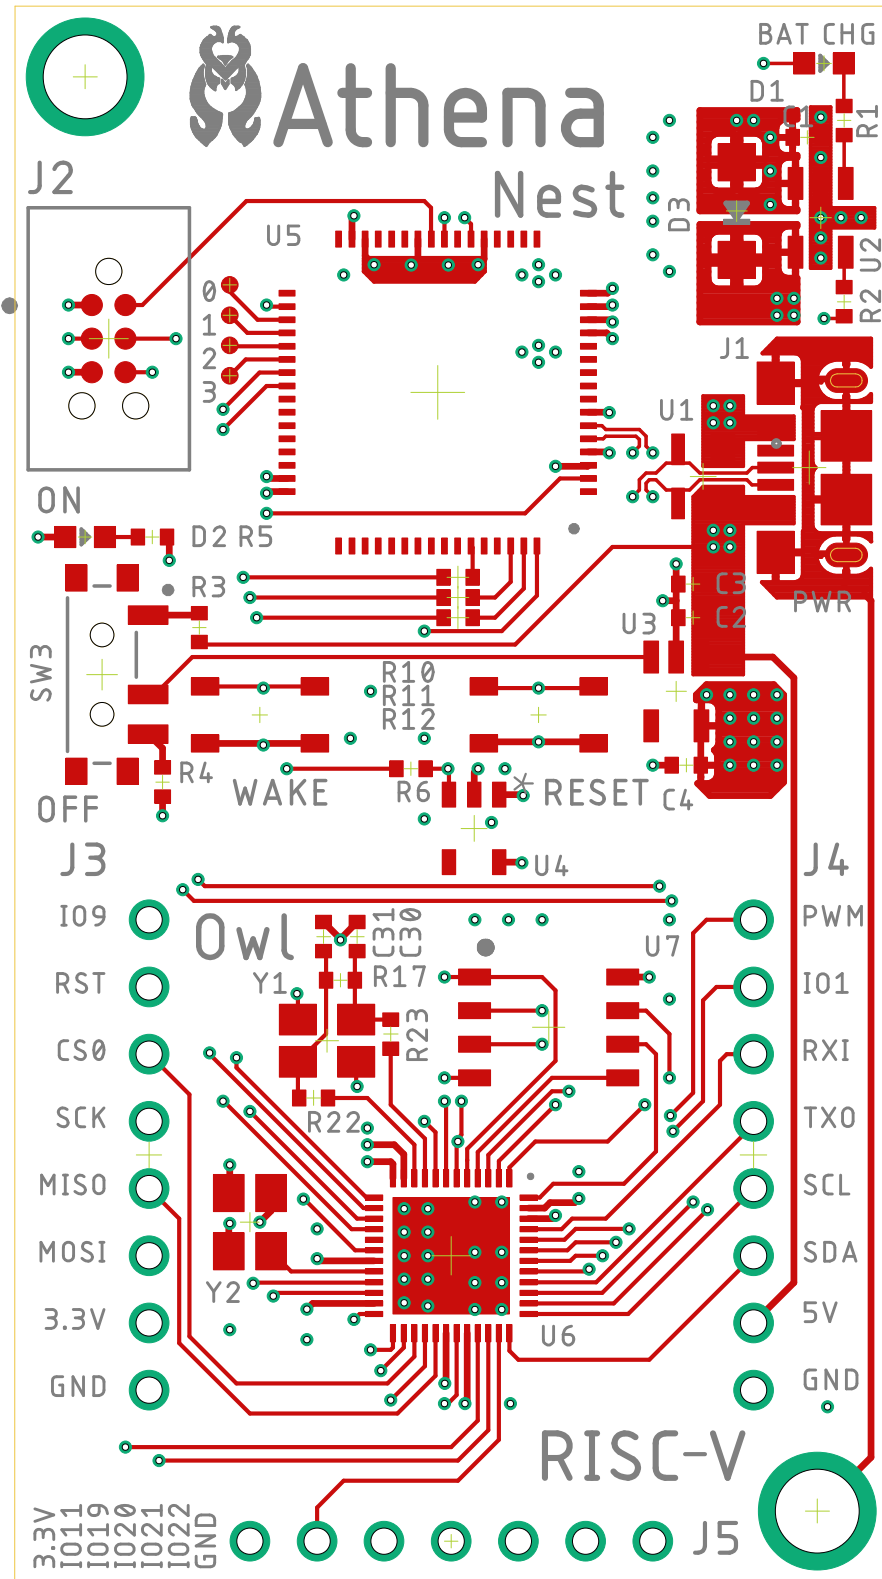 BAT CHG
D1
Athena
C1
R1
J2
Nest
D3
U5
U2
0
R2
1
2
J1
3
U1
ON
D2 R5
R3
C3
PWR
C2
U3
SW3
R10
R11
R12
R4
R6
WAKE
RESET
C4
OFF
*
U4
J3
J4
IO9
PWM
Owl
C31
C30
U7
RST
Y1
R17
IO1
CS0
R23
RXI
SCK
R22
TXO
MISO
SCL
MOSI
SDA
Y2
3.3V
U6
5V
GND
GND
RISC-V
3.3V
IO11
IO19
IO20
IO21
IO22
GND
J5